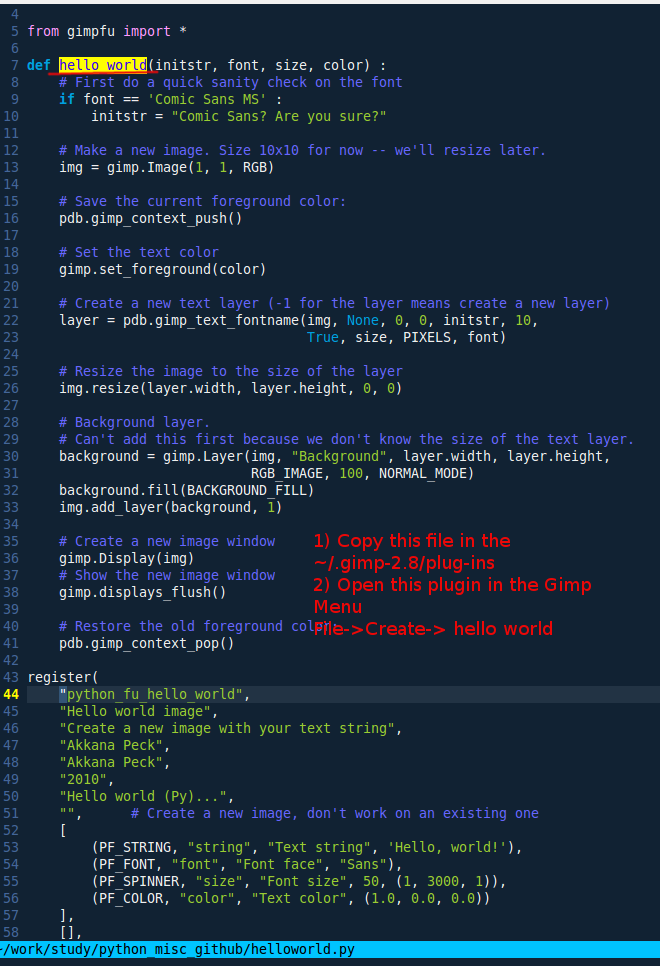 4
5 from gimpfu import *
6
7 def hello_world(initstr, font, size, color) :
8     # First do a quick sanity check on the font
9     if font == 'Comic Sans MS' :
10         initstr = "Comic Sans? Are you sure?"
11
12     # Make a new image. Size 10x10 for now -- we'll resize later.
13     img = gimp.Image(1, 1, RGB)
14
15     # Save the current foreground color:
16     pdb.gimp_context_push()
17
18     # Set the text color
19     gimp.set_foreground(color)
20
21     # Create a new text layer (-1 for the layer means create a new layer)
22     layer = pdb.gimp_text_fontname(img, None, 0, 0, initstr, 10,
23                                    True, size, PIXELS, font)
24
25     # Resize the image to the size of the layer
26     img.resize(layer.width, layer.height, 0, 0)
27
28     # Background layer.
29     # Can't add this first because we don't know the size of the text layer.
30     background = gimp.Layer(img, "Background", layer.width, layer.height,
31                             RGB_IMAGE, 100, NORMAL_MODE)
32     background.fill(BACKGROUND_FILL)
33     img.add_layer(background, 1)
34
35     # Create a new image window
36     gimp.Display(img)
37     # Show the new image window
38     gimp.displays_flush()
39
40     # Restore the old foreground color:
41     pdb.gimp_context_pop()
42
43 register(
44     "python_fu_hello_world",
45     "Hello world image",
46     "Create a new image with your text string",
47     "Akkana Peck",
48     "Akkana Peck",
49     "2010",
50     "Hello world (Py)...",
51     "",      # Create a new image, don't work on an existing one
52     [
53         (PF_STRING, "string", "Text string", 'Hello, world!'),
54         (PF_FONT, "font", "Font face", "Sans"),
55         (PF_SPINNER, "size", "Font size", 50, (1, 3000, 1)),
56         (PF_COLOR, "color", "Text color", (1.0, 0.0, 0.0))
57     ],
58     [],
1) Copy this file in the
~/.gimp-2.8/plug-ins
2) Open this plugin in the Gimp
Menu
File->Create-> hello world
~/work/study/python_misc_github/helloworld.py